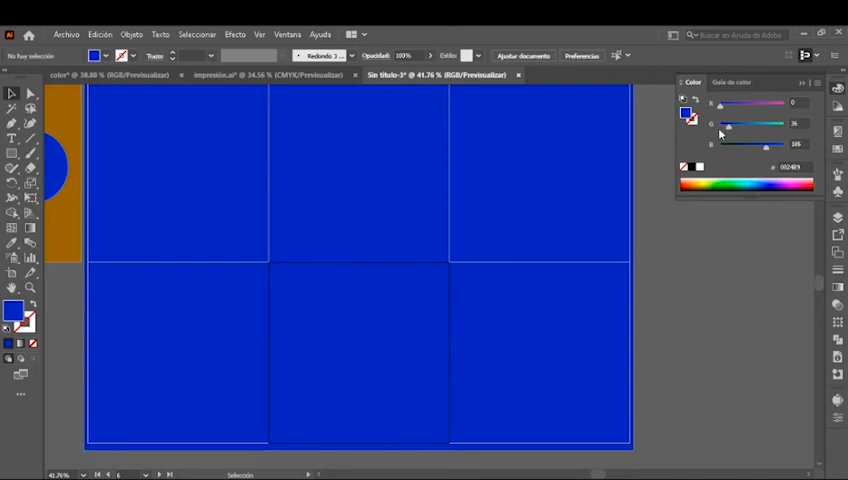 Ai Archivo Edición Objeto Texto Seleccionar Efecto Ver Ventana Ayuda Buscar en Ayuda de Adobe
No hay selección Trazo: Redondo 3 ... Opacidad: 100% Estilo: Ajustar documento Preferencias
color* @ 38.88 % (RGB/Previsualizar) × impresión.ai* @ 34.56 % (CMYK/Previsualizar) × Sin título-3* @ 41.76 % (RGB/Previsualizar) ×
Color Guía de color
R 0
G 36
B
#
T
41.76% 6 Selección